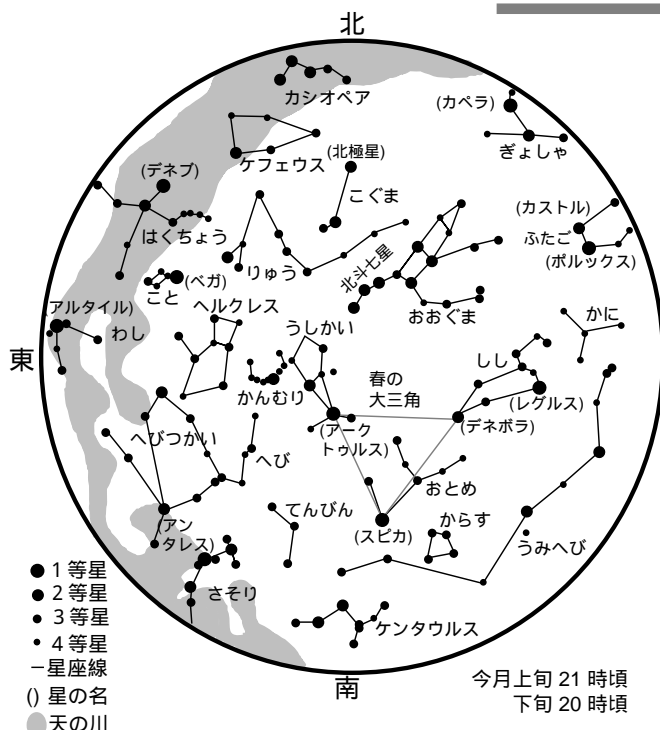 北
カシオペア
(カペラ)
ぎょしゃ
ケフェウス
(北極星)
こぐま
(デネブ)
はくちょう
(カストル)
ふたご
(ポルックス)
りゅう
北斗七星
(ベガ)
こと
おおぐま
(アルタイル)
わし
ヘルクレス
うしかい
かに
東
しし
春の
大三角
かんむり
(レグルス)
(アーク
トゥルス)
(デネボラ)
へびつかい
へび
おとめ
てんびん
からす
(スピカ)
うみへび
(アン
タレス)
さそり
ケンタウルス
南
1等星
2等星
3等星
4等星
星座線
() 星の名
天の川
今月上旬 21 時頃
下旬 20 時頃